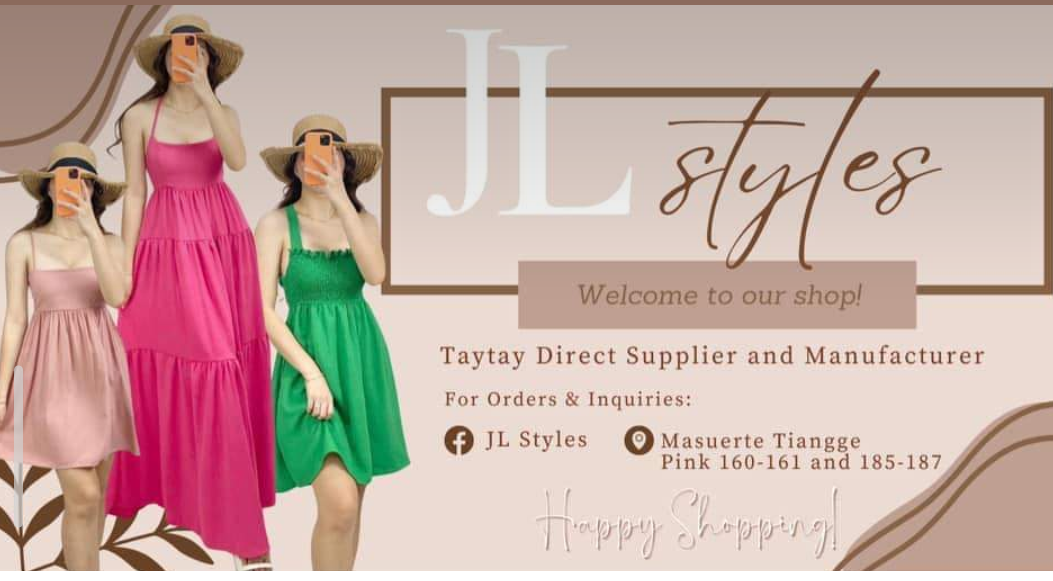 JL styles
Welcome to our shop!
Taytay Direct Supplier and Manufacturer
For Orders & Inquiries:
JL Styles
Masuerte Tiangge
Pink 160-161 and 185-187
Happy Shopping!